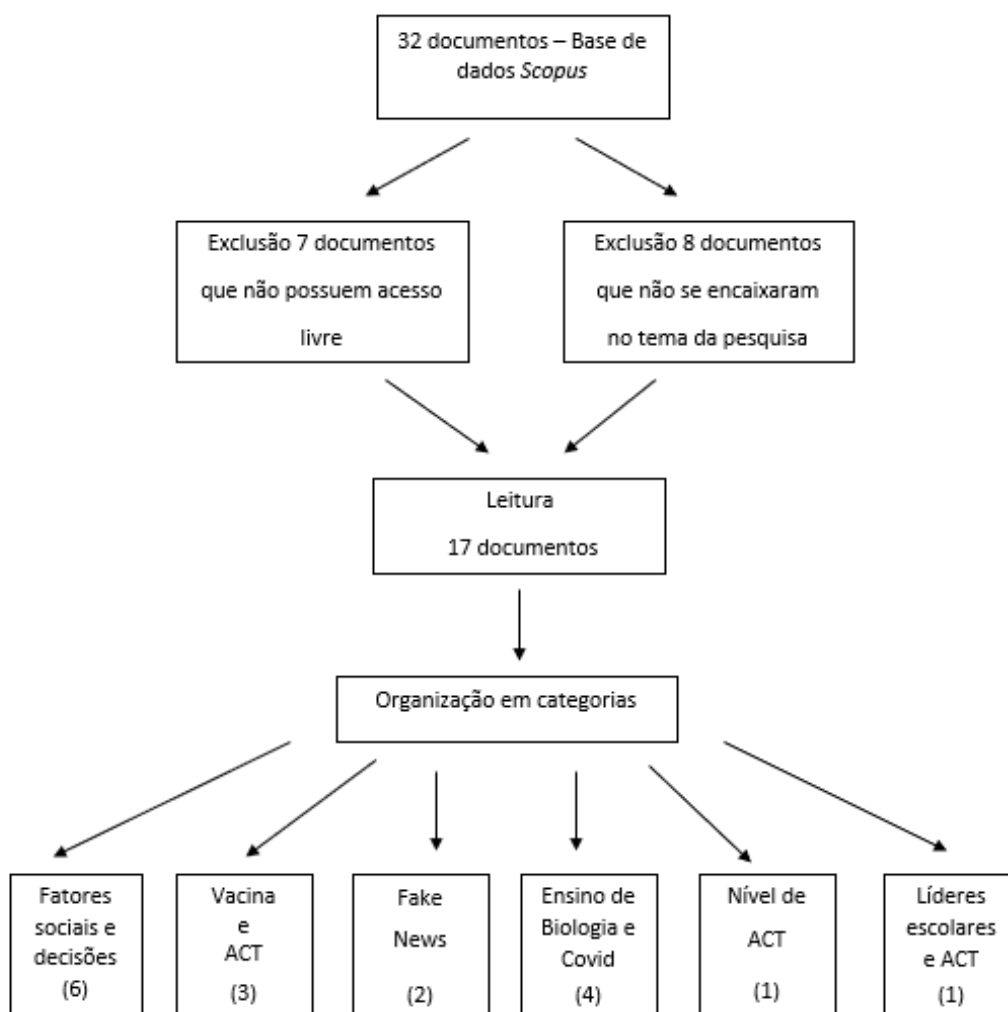 32 documentos – Base de
dados Scopus
Exclusão 7 documentos
que não possuem acesso
livre
Exclusão 8 documentos
que não se encaixaram
no tema da pesquisa
Leitura
17 documentos
Organização em categorias
Fatores
sociais e
decisões
(6)
Vacina
e
ACT
(3)
Fake
News
(2)
Ensino de
Biologia e
Covid
(4)
Nível de
ACT
(1)
Líderes
escolares
e ACT
(1)